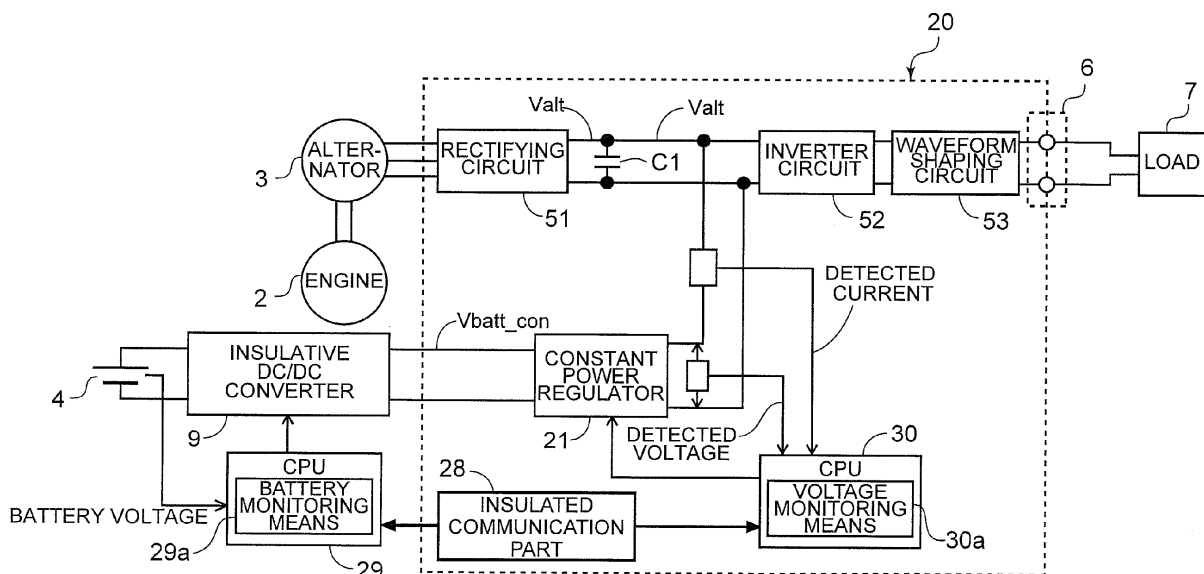 20
6
7
Valt
Valt
3
ALTER-
NATOR
RECTIFYING
CIRCUIT
C1
INVERTER
CIRCUIT
WAVEFORM
SHAPING
CIRCUIT
LOAD
51
52
53
2
ENGINE
DETECTED
CURRENT
Vbatt_con
INSULATIVE
DC/DC
CONVERTER
CONSTANT
POWER
REGULATOR
4
9
21
DETECTED
VOLTAGE
30
CPU
BATTERY
MONITORING
MEANS
28
INSULATED
COMMUNICATION
PART
CPU
VOLTAGE
MONITORING
MEANS
BATTERY VOLTAGE
29a
29
30a